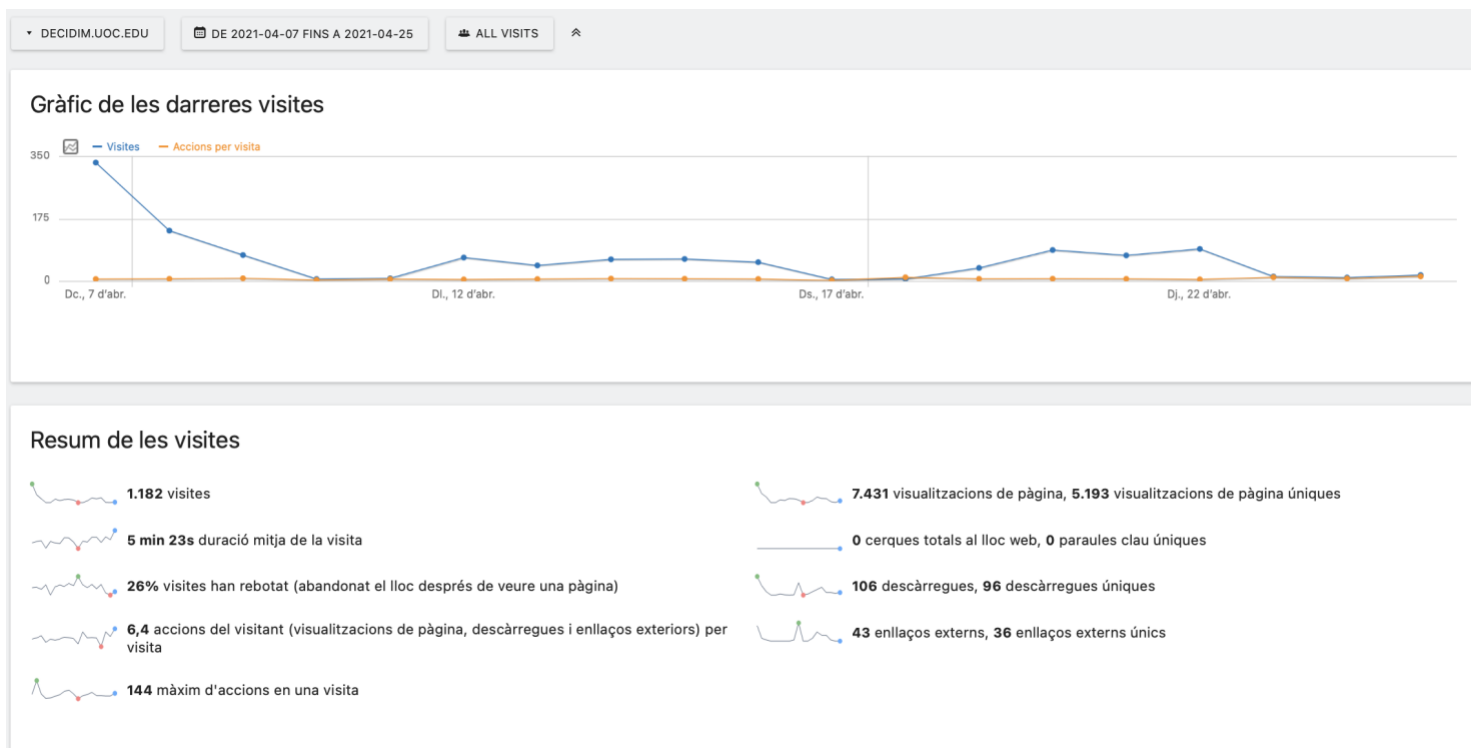 DECIDIM.UOC.EDU
DE 2021-04-07 FINS A 2021-04-25
ALL VISITS
Gràfic de les darreres visites
Visites
Accions per visita
350
175
0
Dc., 7 d'abr.
Dl., 12 d'abr.
Ds., 17 d'abr.
Dj., 22 d'abr.
Resum de les visites
1.182 visites
5 min 23s duració mitja de la visita
26% visites han rebotat (abandonat el lloc després de veure una pàgina)
6,4 accions del visitant (visualitzacions de pàgina, descàrregues i enllaços exteriors) per
visita
144 màxim d'accions en una visita
7.431 visualitzacions de pàgina, 5.193 visualitzacions de pàgina úniques
0 cerques totals al lloc web, 0 paraules clau úniques
106 descàrregues, 96 descàrregues úniques
43 enllaços externs, 36 enllaços externs únics